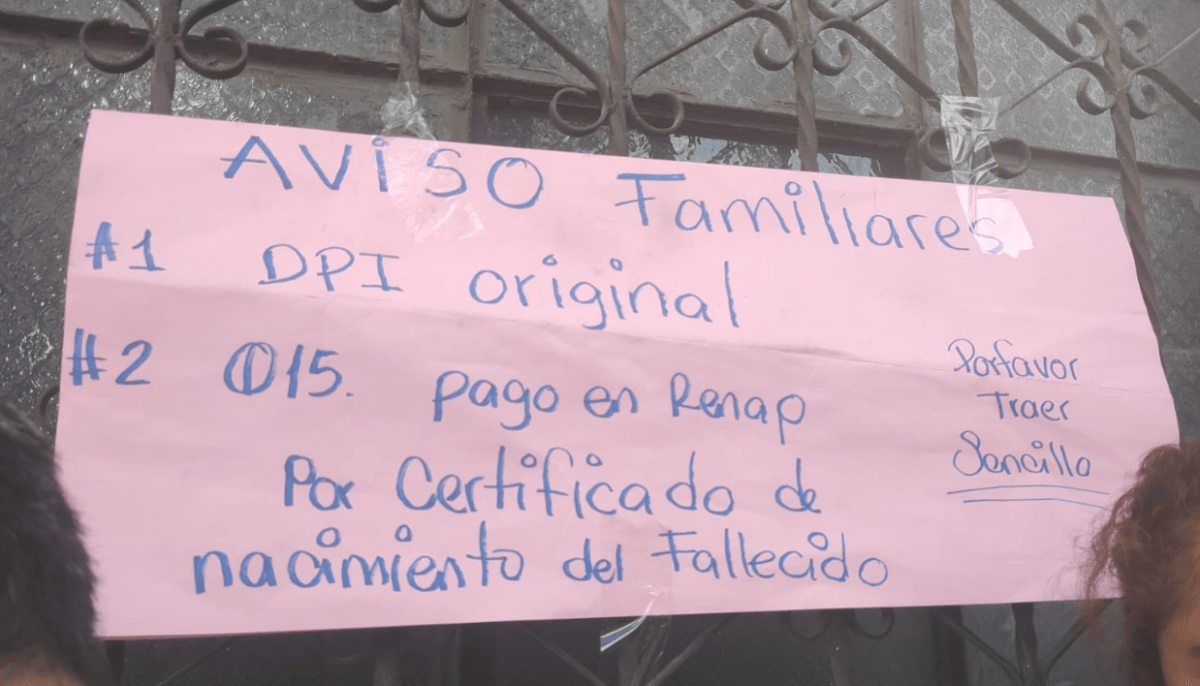 AVISO Familiares
#1 DPI original
#2 Q15. pago en Renap
Por Certificado de
nacimiento del Fallecido
Porfavor
Traer
Sencillo